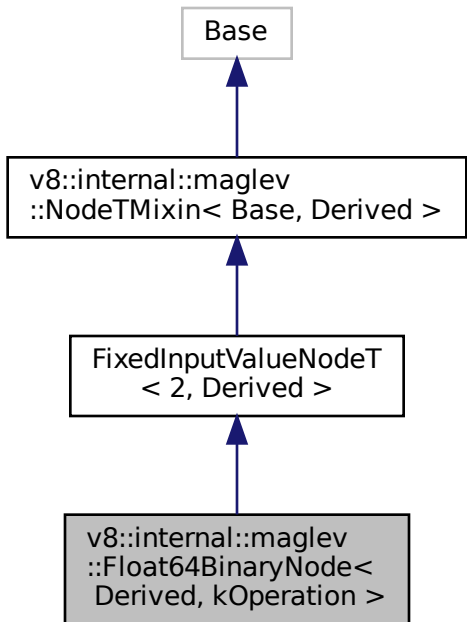 Base
v8::internal::maglev
::NodeTMixin< Base, Derived >
FixedInputValueNodeT
< 2, Derived >
v8::internal::maglev
::Float64BinaryNode<
Derived, kOperation >